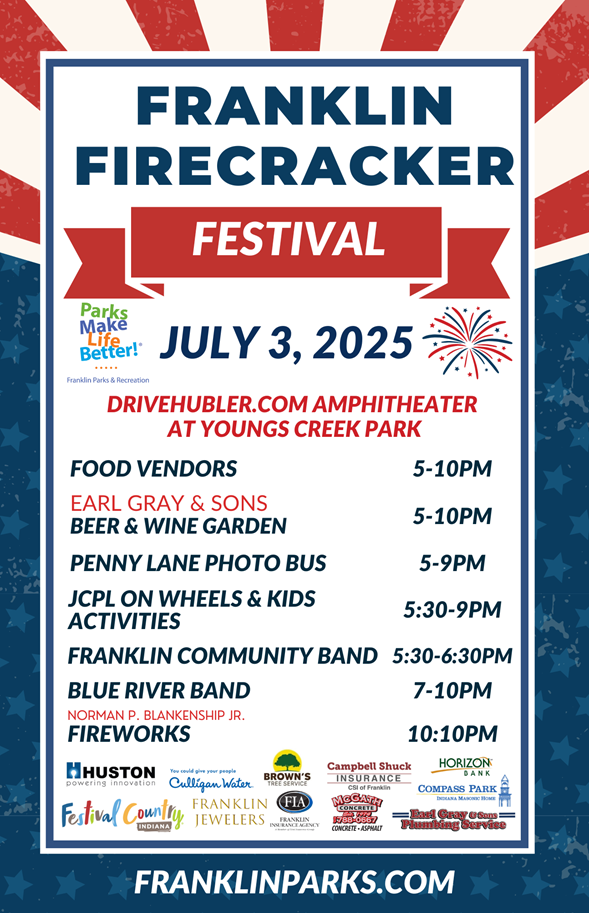 FRANKLIN
FIRECRACKER
FESTIVAL
Parks
Make
Life
Better!®
Franklin Parks & Recreation
JULY 3, 2025
DRIVEHUBLER.COM AMPHITHEATER
AT YOUNGS CREEK PARK
FOOD VENDORS 5-10PM
EARL GRAY & SONS
BEER & WINE GARDEN 5-10PM
PENNY LANE PHOTO BUS 5-9PM
JCPL ON WHEELS & KIDS
ACTIVITIES 5:30-9PM
FRANKLIN COMMUNITY BAND 5:30-6:30PM
BLUE RIVER BAND 7-10PM
NORMAN P. BLANKENSHIP JR.
FIREWORKS 10:10PM
HUSTON
powering innovation
You could give your people
Culligan Water
BROWN'S
TREE SERVICE
Campbell Shuck
INSURANCE
CSI of Franklin
HORIZON
BANK
COMPASS PARK
INDIANA MASONIC HOME
Festival Country
INDIANA
FRANKLIN
JEWELERS
FIA
FRANKLIN
INSURANCE AGENCY
McGATH
CONCRETE
788-0667
CONCRETE • ASPHALT
Earl Gray & Sons
Plumbing Service
FRANKLINPARKS.COM